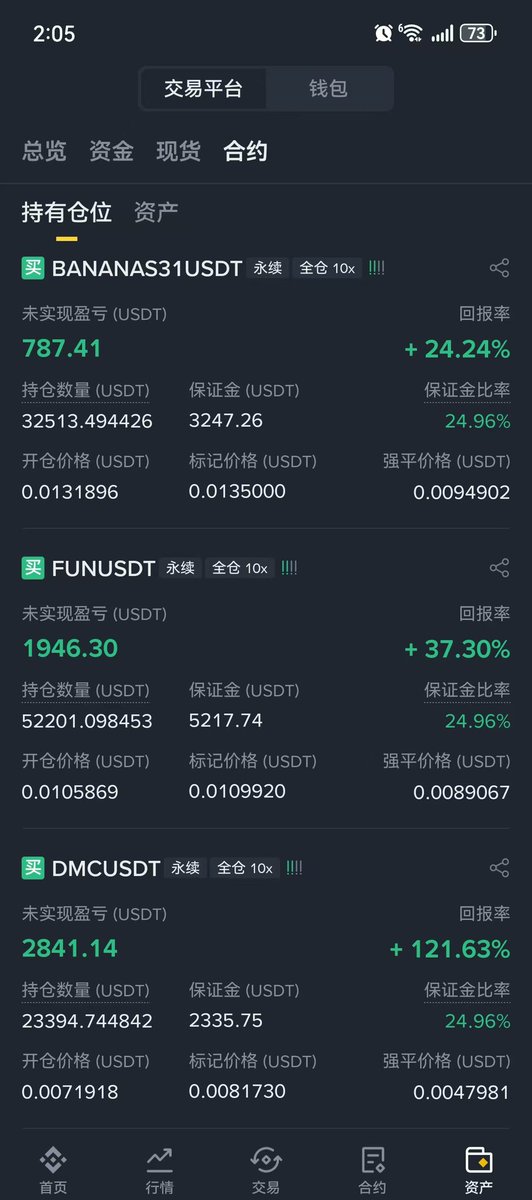 2:05
6
73
交易平台 钱包
总览 资金 现货 合约
持有仓位 资产
买 BANANAS31USDT 永续 全仓 10x !!!!
未实现盈亏 (USDT) 回报率
787.41 + 24.24%
持仓数量 (USDT) 保证金 (USDT) 保证金比率
32513.494426 3247.26 24.96%
开仓价格 (USDT) 标记价格 (USDT) 强平价格 (USDT)
0.0131896 0.0135000 0.0094902
买 FUNUSDT 永续 全仓 10x !!!!
未实现盈亏 (USDT) 回报率
1946.30 + 37.30%
持仓数量 (USDT) 保证金 (USDT) 保证金比率
52201.098453 5217.74 24.96%
开仓价格 (USDT) 标记价格 (USDT) 强平价格 (USDT)
0.0105869 0.0109920 0.0089067
买 DMCUSDT 永续 全仓 10x !!!!
未实现盈亏 (USDT) 回报率
2841.14 + 121.63%
持仓数量 (USDT) 保证金 (USDT) 保证金比率
23394.744842 2335.75 24.96%
开仓价格 (USDT) 标记价格 (USDT) 强平价格 (USDT)
0.0071918 0.0081730 0.0047981
首页 行情 交易 合约 资产